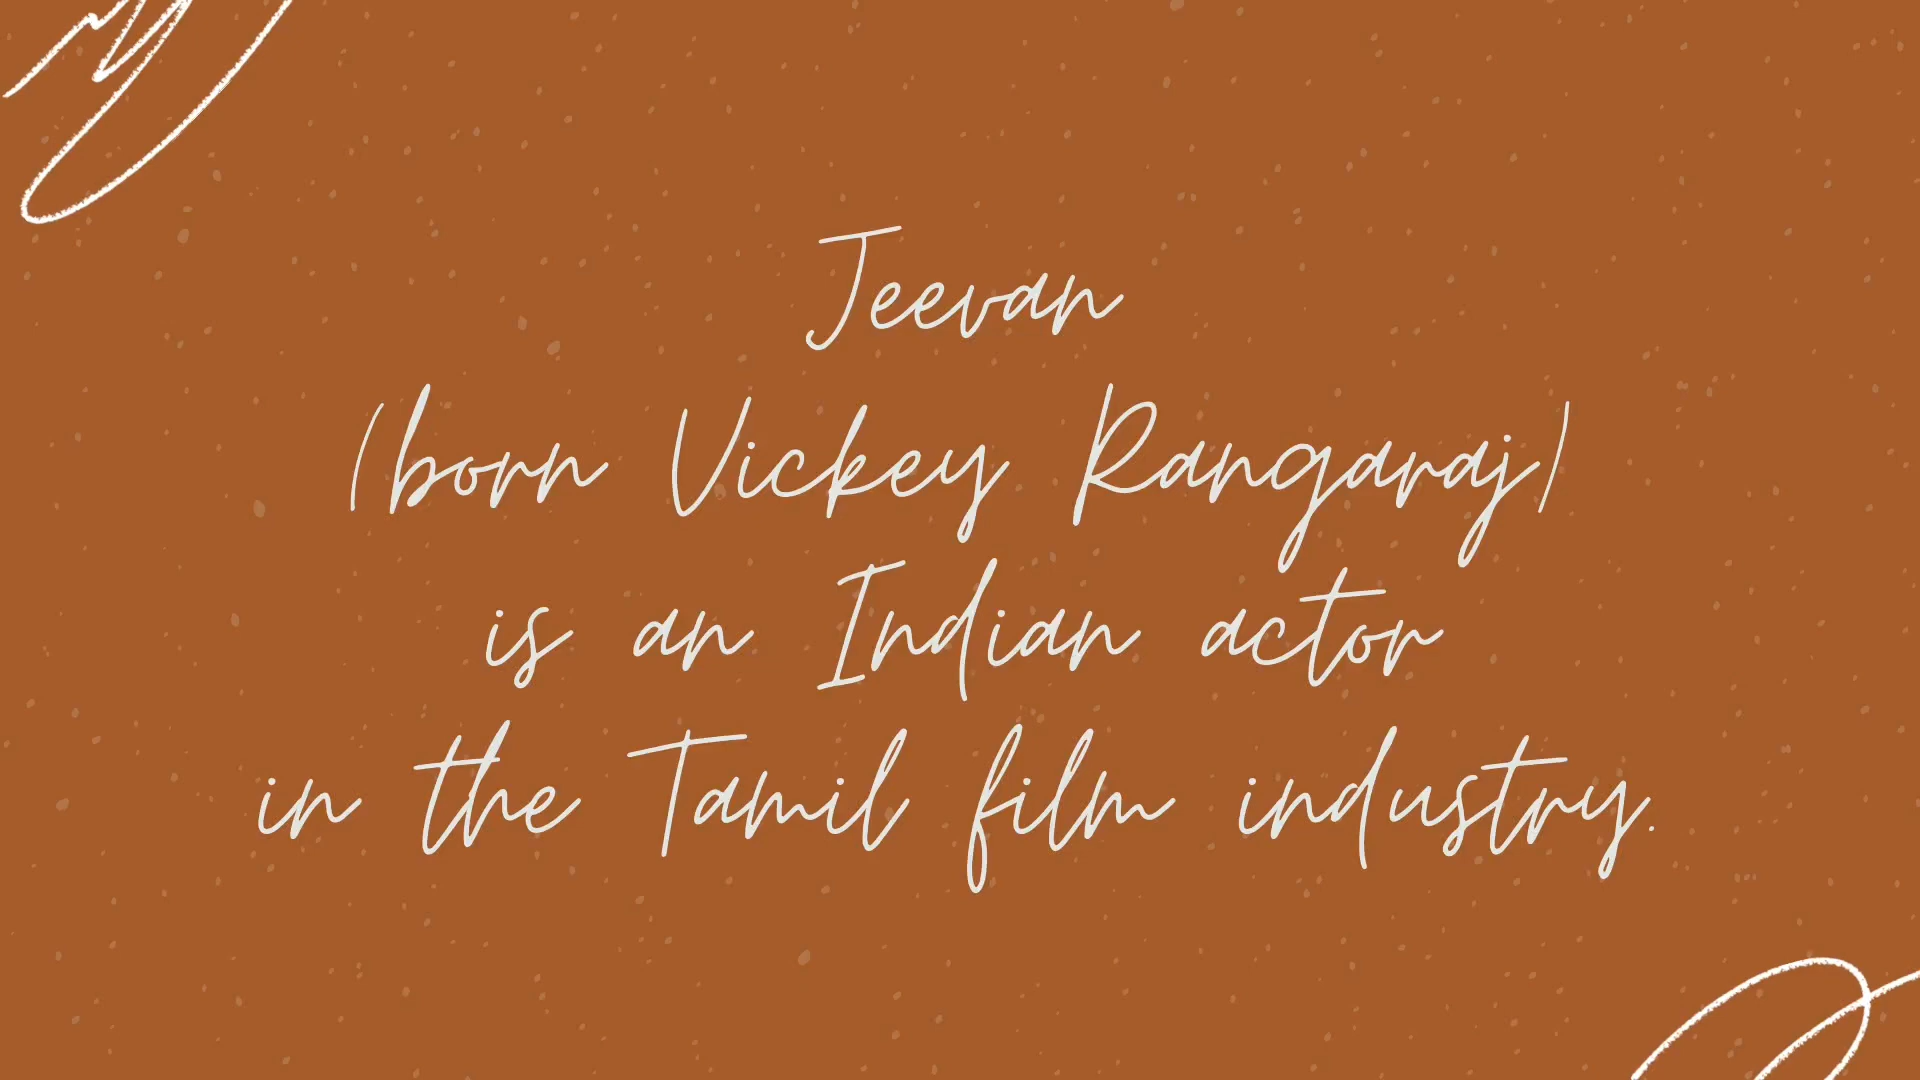 Jeevan
(born Vickey Rangaraj)
is an Indian actor
in the Tamil film industry.